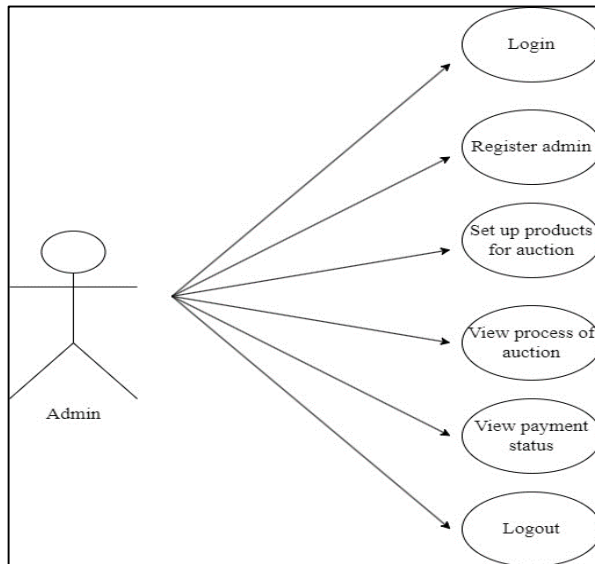 Login
Register admin
Set up products
for auction
View process of
auction
Admin
View payment
status
Logout